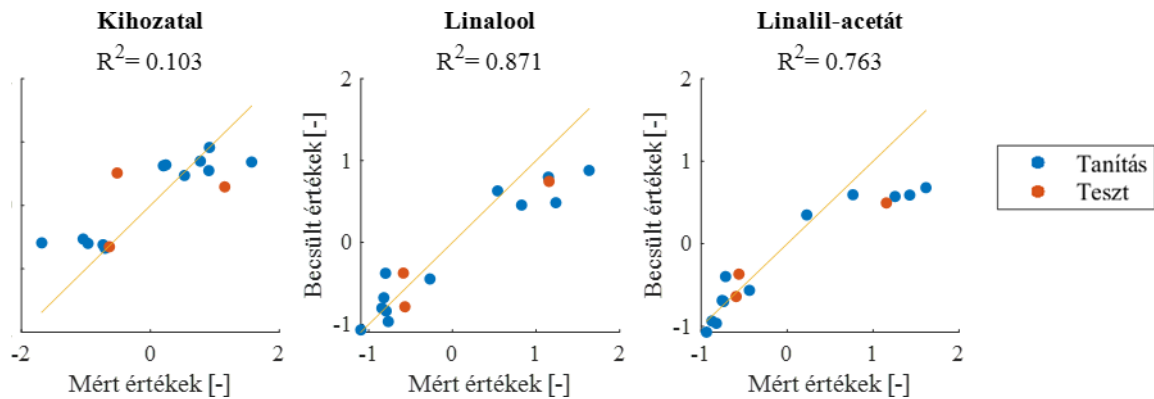 Kihozatal
R²= 0.103
-2
0
2
Mért értékek [-]
Linalool
R²= 0.871
Becsült értékek [-]
2
1
0
-1
-1
0
1
2
Mért értékek [-]
Linalil-acetát
R²= 0.763
Becsült értékek [-]
2
1
0
-1
-1
0
1
2
Mért értékek [-]
Tanítás
Teszt